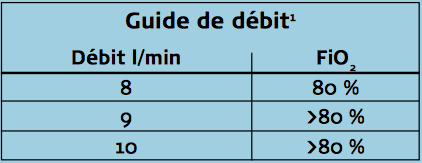 Guide de débit¹
Débit l/min FiO₂
8 80 %
9 >80 %
10 >80 %